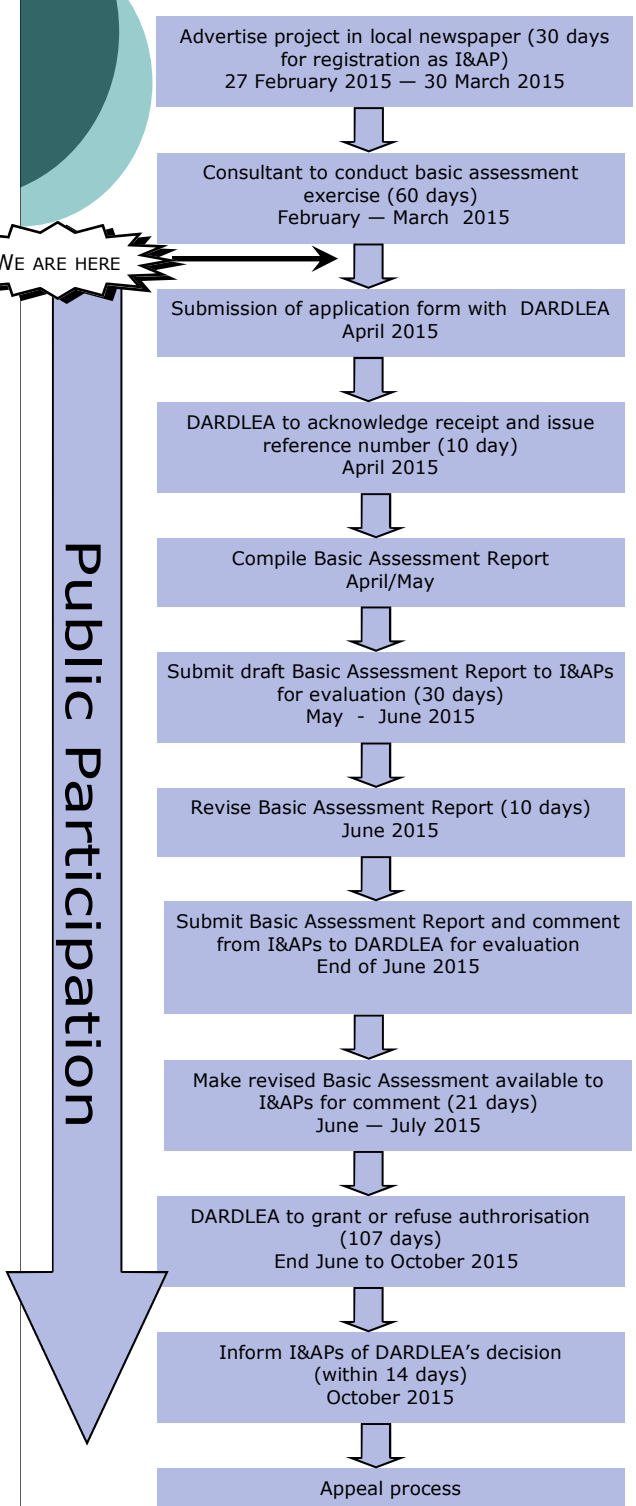 Advertise project in local newspaper (30 days
for registration as I&AP)
27 February 2015 — 30 March 2015
Consultant to conduct basic assessment
exercise (60 days)
February — March 2015
WE ARE HERE
Submission of application form with DARDLEA
April 2015
DARDLEA to acknowledge receipt and issue
reference number (10 day)
April 2015
Compile Basic Assessment Report
April/May
Submit draft Basic Assessment Report to I&APs
for evaluation (30 days)
May - June 2015
Revise Basic Assessment Report (10 days)
June 2015
Submit Basic Assessment Report and comment
from I&APs to DARDLEA for evaluation
End of June 2015
Make revised Basic Assessment available to
I&APs for comment (21 days)
June — July 2015
DARDLEA to grant or refuse authrorisation
(107 days)
End June to October 2015
Inform I&APs of DARDLEA’s decision
(within 14 days)
October 2015
Appeal process
Public Participation